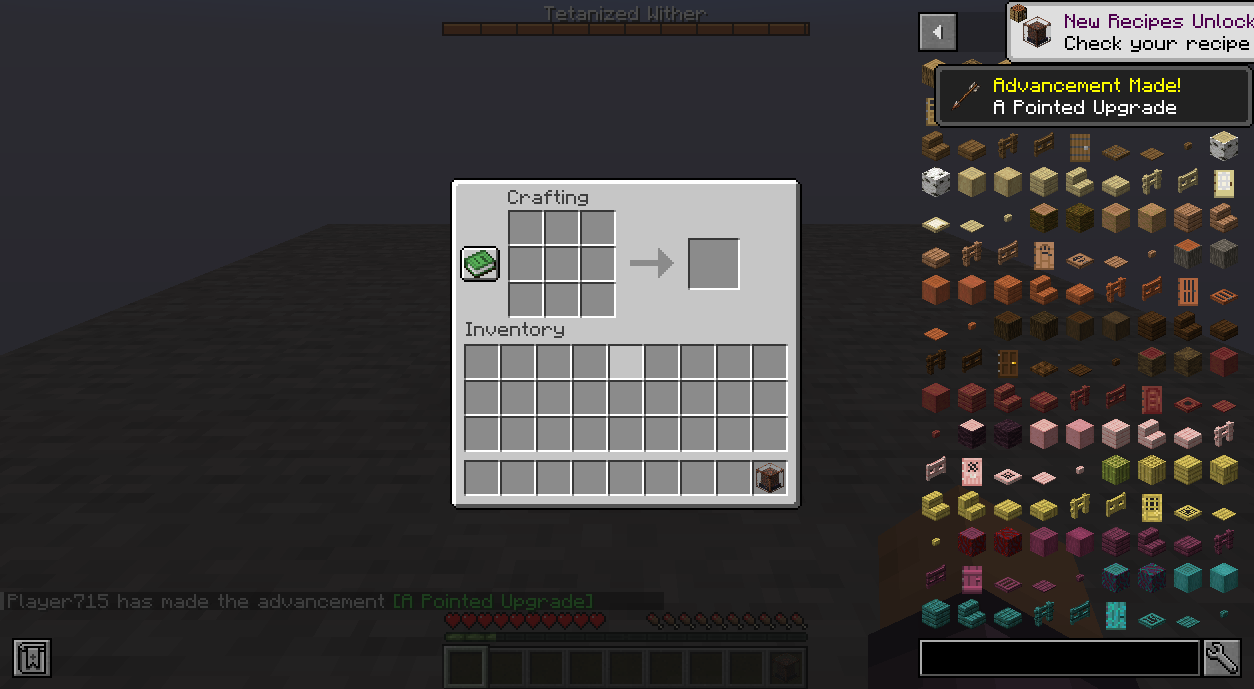 Tetanized Wither
New Recipes Unlock
Check your recipe
Advancement Made!
A Pointed Upgrade
Crafting
Inventory
Player715 has made the advancement [A Pointed Upgrade]